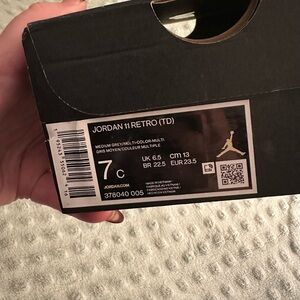 JORDAN 11 RETRO (TD)
MEDIUM GREY/MULTI-COLOR-MULTI
GRIS MOYEN/COULEUR MULTIPLE
7 C
UK 6.5 CM 13
BR 22.5 EUR 23.5
JORDAN.COM
378040 005